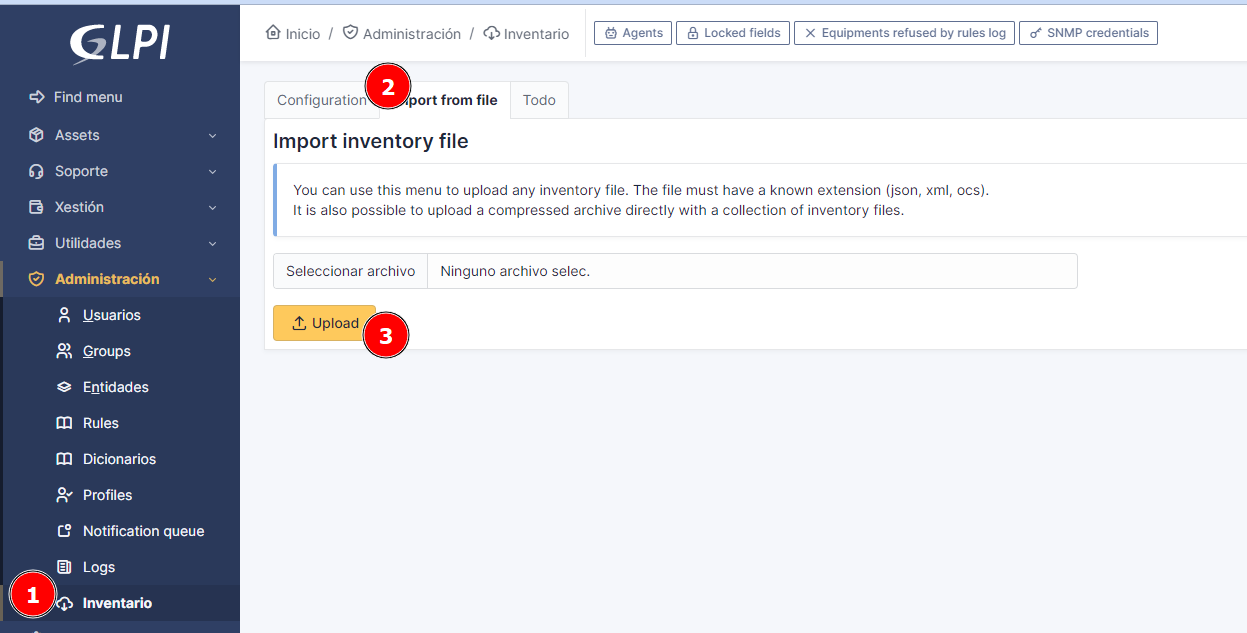 GLPI
Find menu
Assets
Soporte
Xestión
Utilidades
Administración
Usuarios
Groups
Entidades
Rules
Dicionarios
Profiles
Notification queue
Logs
1
Inventario
Inicio / Administración / Inventario
Agents
Locked fields
Equipments refused by rules log
SNMP credentials
Configuration
2
port from file
Todo
Import inventory file
You can use this menu to upload any inventory file. The file must have a known extension (json, xml, ocs).
It is also possible to upload a compressed archive directly with a collection of inventory files.
Seleccionar archivo Ninguno archivo selec.
Upload
3